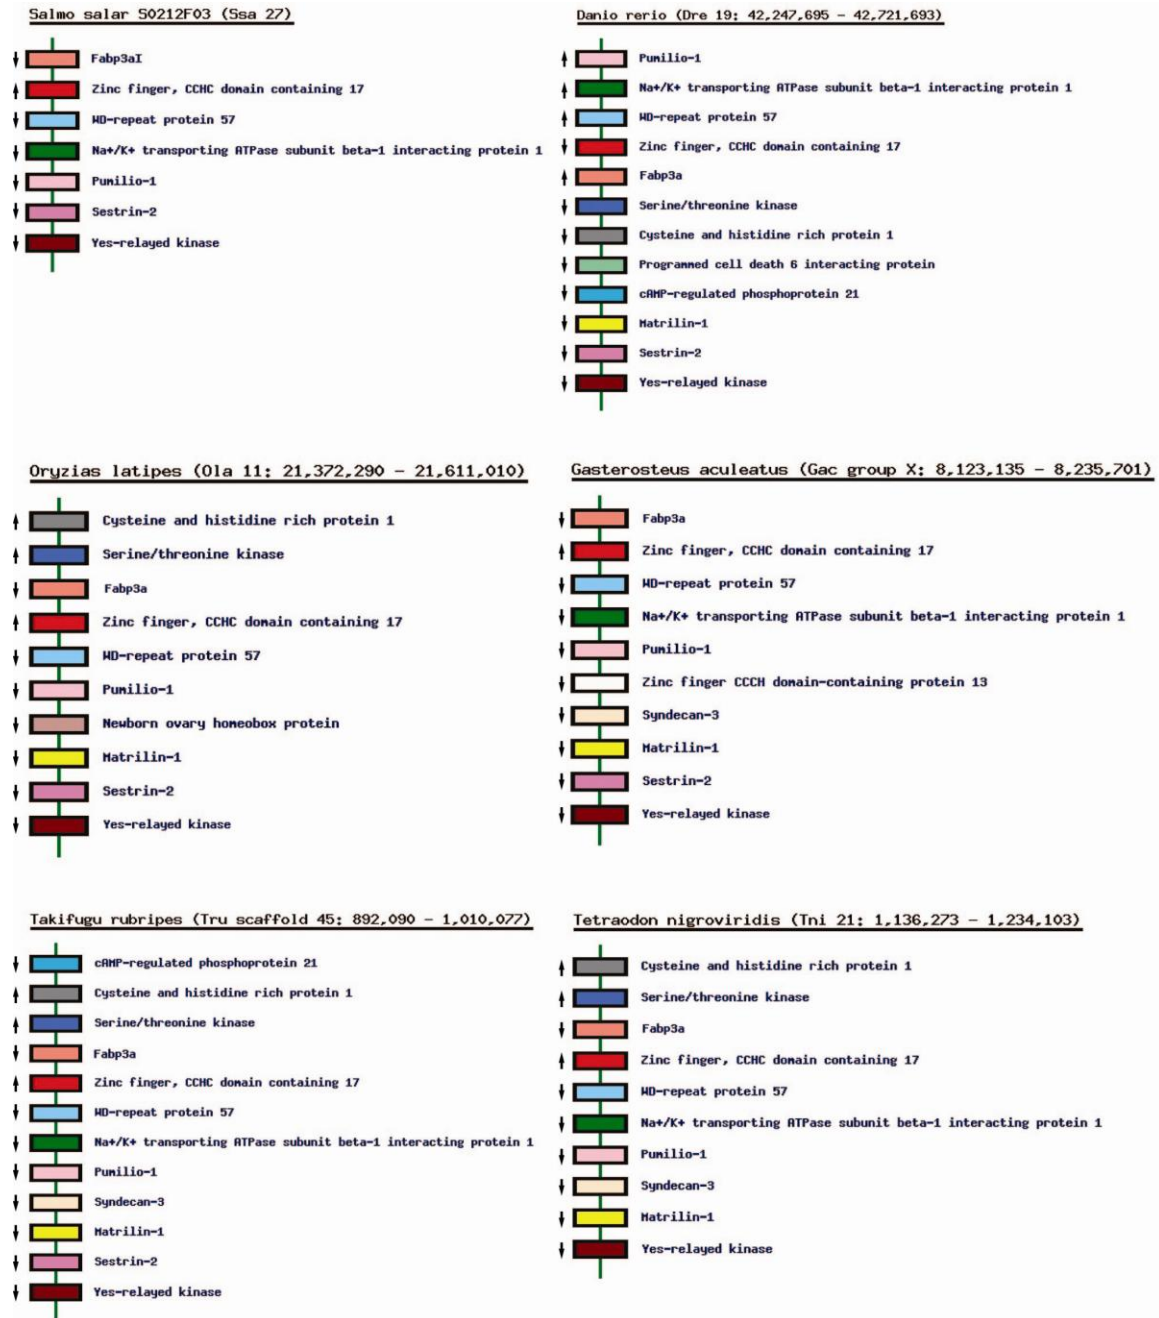 Salmo salar S0212F03 (Ssa 27)
Fabp3aI
Zinc finger, CCHC domain containing 17
WD-repeat protein 57
Na+/K+ transporting ATPase subunit beta-1 interacting protein 1
Pumilio-1
Sestrin-2
Yes-relayed kinase
Danio rerio (Dre 19: 42,247,695 - 42,721,693)
Pumilio-1
Na+/K+ transporting ATPase subunit beta-1 interacting protein 1
WD-repeat protein 57
Zinc finger, CCHC domain containing 17
Fabp3a
Serine/threonine kinase
Cysteine and histidine rich protein 1
Programmed cell death 6 interacting protein
cAMP-regulated phosphoprotein 21
Matrilin-1
Sestrin-2
Yes-relayed kinase
Oryzias latipes (Ola 11: 21,372,290 - 21,611,010)
Cysteine and histidine rich protein 1
Serine/threonine kinase
Fabp3a
Zinc finger, CCHC domain containing 17
WD-repeat protein 57
Pumilio-1
Newborn ovary homeobox protein
Matrilin-1
Sestrin-2
Yes-relayed kinase
Gasterosteus aculeatus (Gac group X: 8,123,135 - 8,235,701)
Fabp3a
Zinc finger, CCHC domain containing 17
WD-repeat protein 57
Na+/K+ transporting ATPase subunit beta-1 interacting protein 1
Pumilio-1
Zinc finger CCCH domain-containing protein 13
Syndecan-3
Matrilin-1
Sestrin-2
Yes-relayed kinase
Takifugu rubripes (Tru scaffold 45: 892,090 - 1,010,077)
cAMP-regulated phosphoprotein 21
Cysteine and histidine rich protein 1
Serine/threonine kinase
Fabp3a
Zinc finger, CCHC domain containing 17
WD-repeat protein 57
Na+/K+ transporting ATPase subunit beta-1 interacting protein 1
Pumilio-1
Syndecan-3
Matrilin-1
Sestrin-2
Yes-relayed kinase
Tetraodon nigroviridis (Tni 21: 1,136,273 - 1,234,103)
Cysteine and histidine rich protein 1
Serine/threonine kinase
Fabp3a
Zinc finger, CCHC domain containing 17
WD-repeat protein 57
Na+/K+ transporting ATPase subunit beta-1 interacting protein 1
Pumilio-1
Syndecan-3
Matrilin-1
Yes-relayed kinase